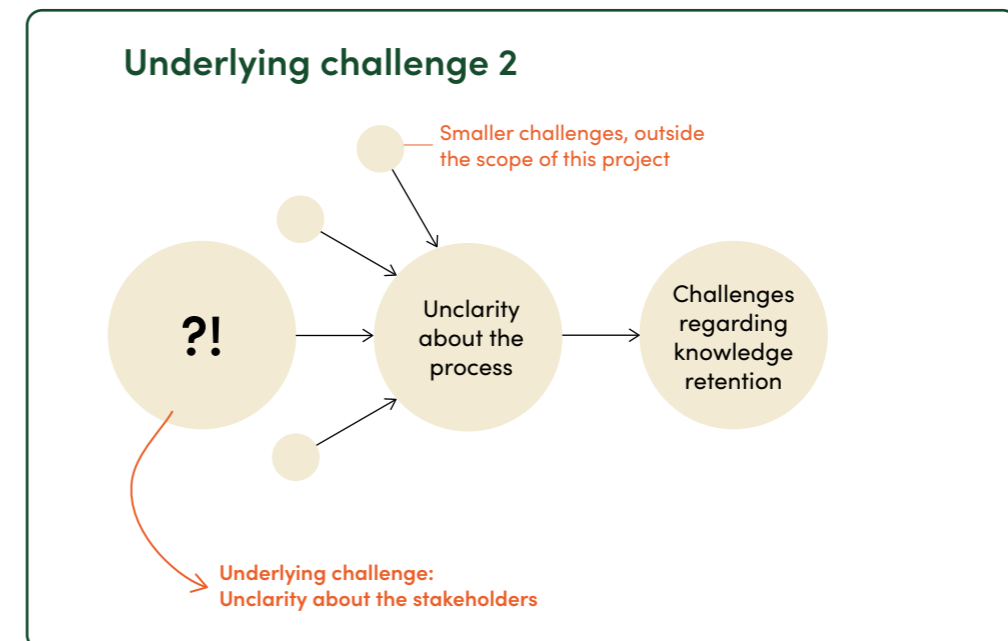 Underlying challenge 2
Smaller challenges, outside
the scope of this project
?!
Unclarity
about the
process
Challenges
regarding
knowledge
retention
Underlying challenge:
Unclarity about the stakeholders